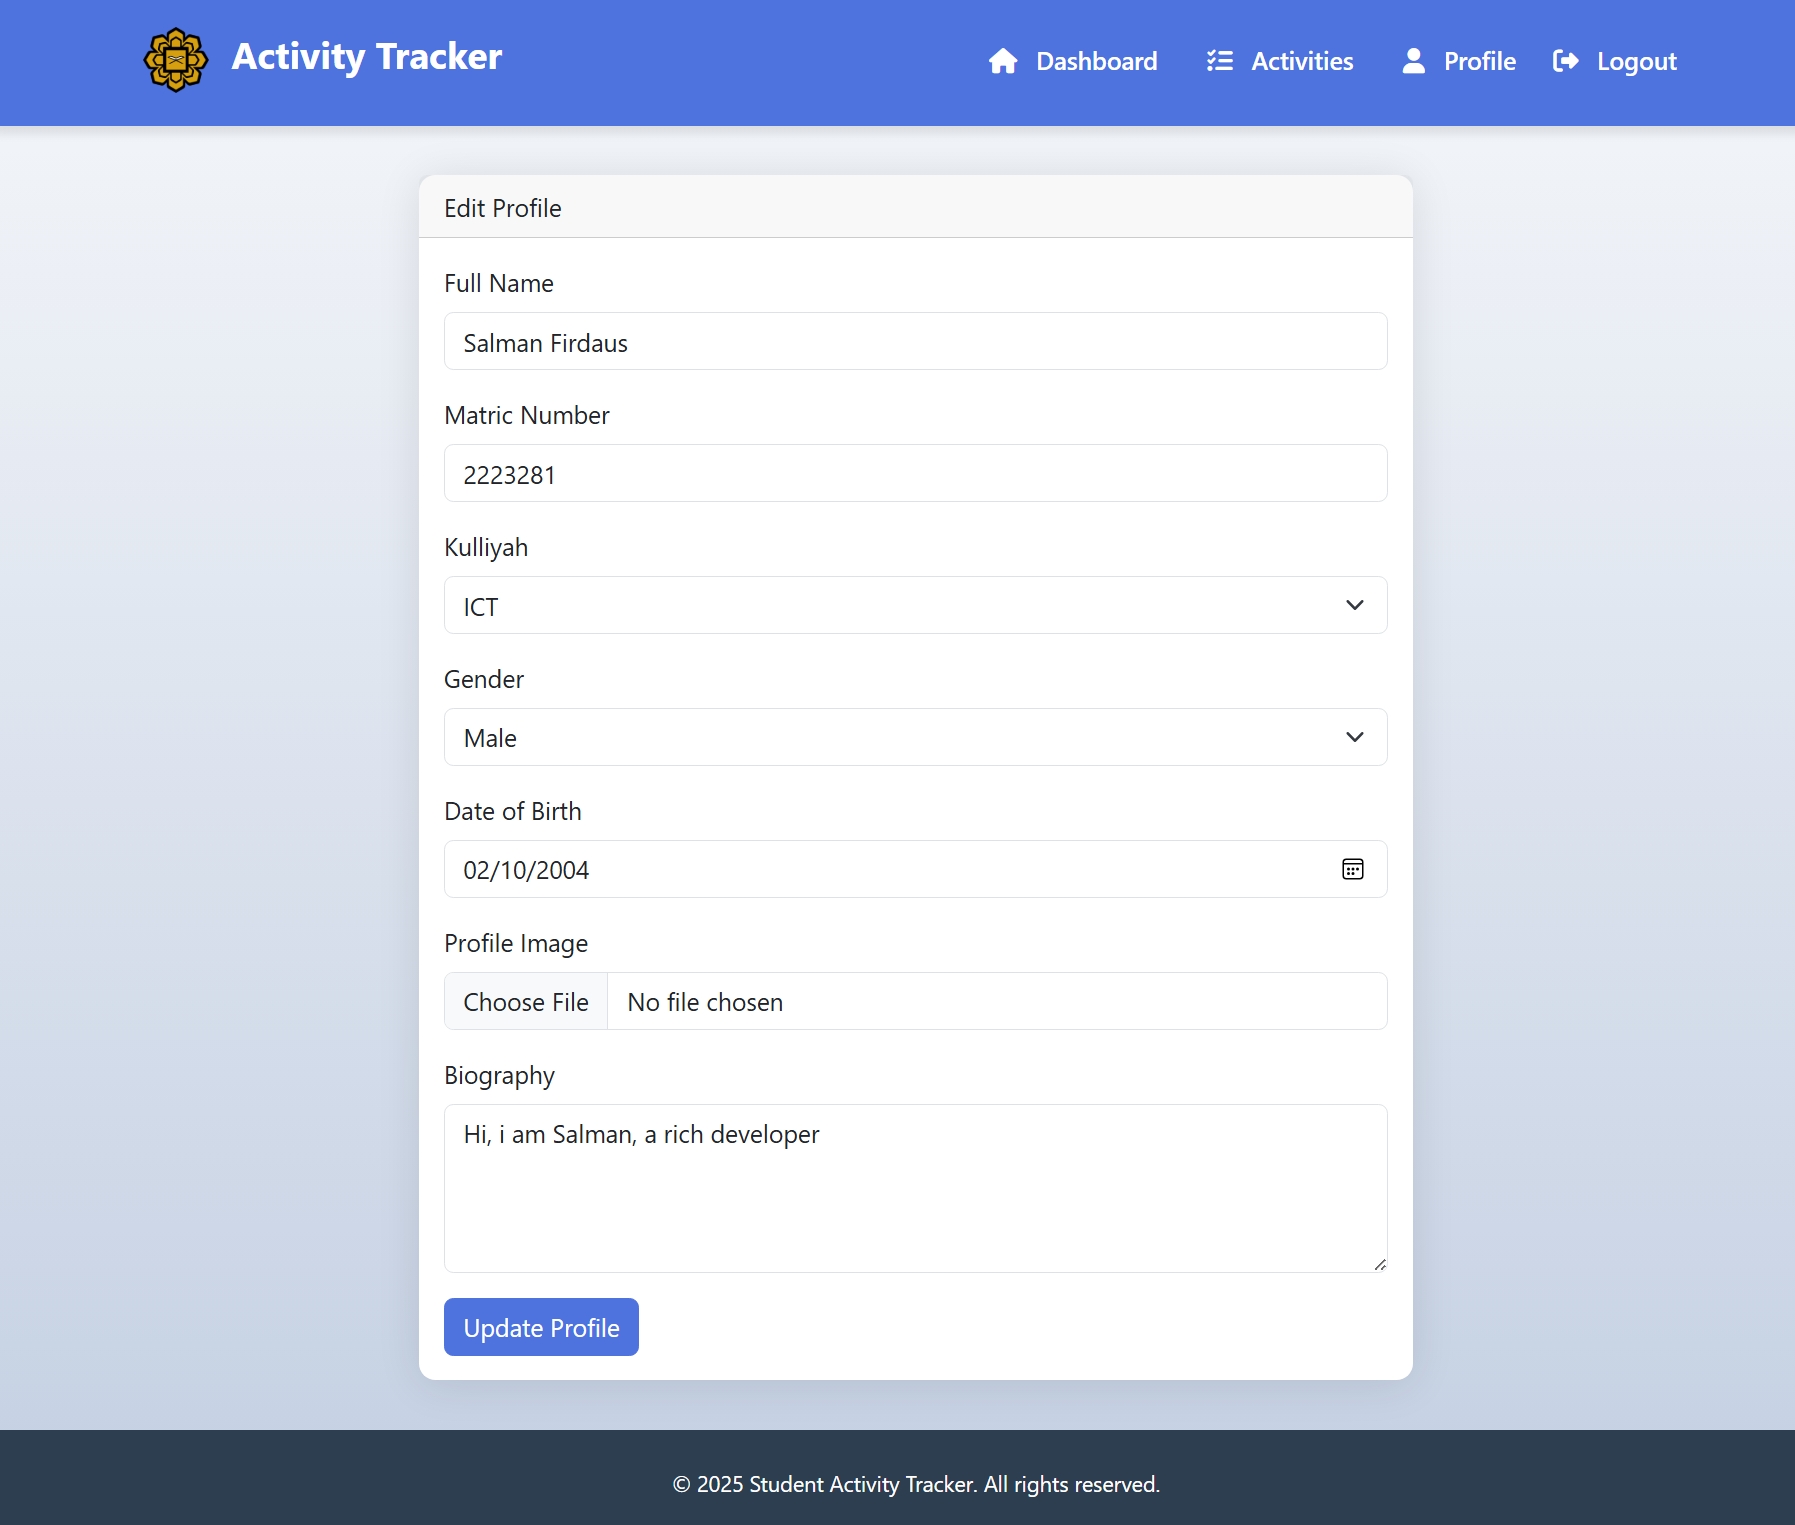 Activity Tracker
Dashboard
Activities
Profile
Logout
Edit Profile
Full Name
Salman Firdaus
Matric Number
2223281
Kulliyah
ICT
Gender
Male
Date of Birth
02/10/2004
Profile Image
Choose File No file chosen
Biography
Hi, i am Salman, a rich developer
Update Profile
© 2025 Student Activity Tracker. All rights reserved.